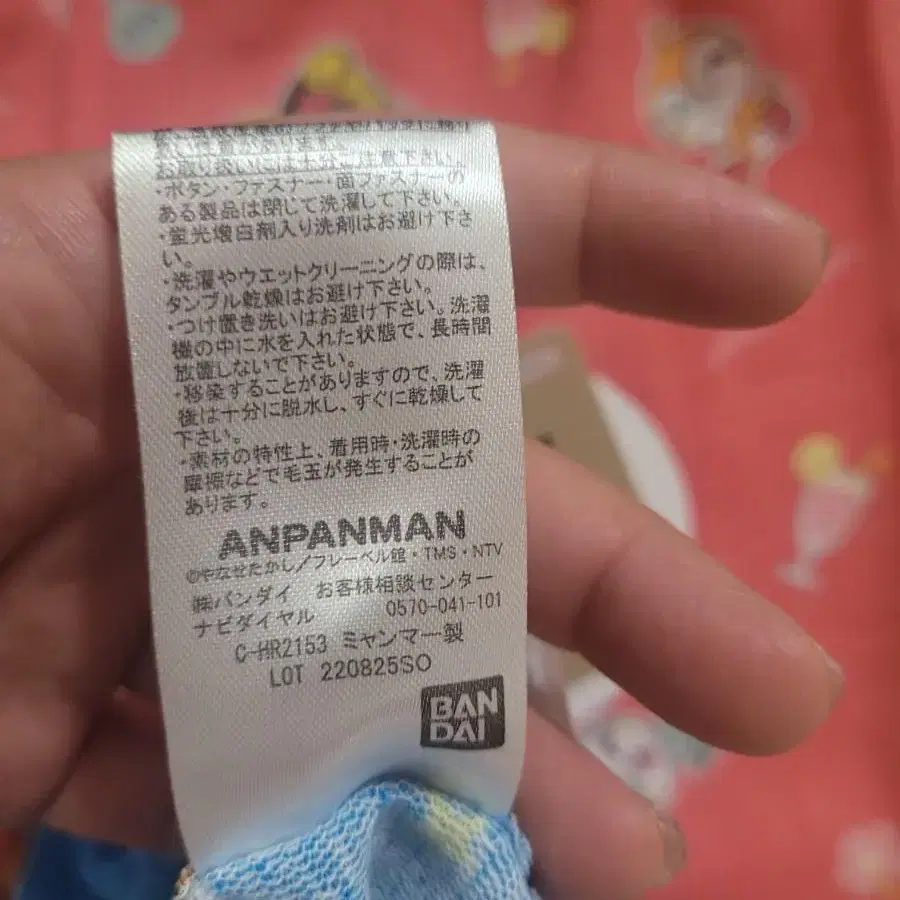 お取り扱いには十分ご注意下さい。
・ボタン・ファスナー・面ファスナーの
ある製品は閉じて洗濯して下さい。
・蛍光増白剤入り洗剤はお避け下さ
い。
・洗濯やウエットクリーニングの際は、
タンブル乾燥はお避け下さい。
・つけ置き洗いはお避け下さい。洗濯
機の中に水を入れた状態で、長時間
放置しないで下さい。
・移染することがありますので、洗濯
後は十分に脱水し、すぐに乾燥して
下さい。
・素材の特性上、着用時・洗濯時の
摩擦などで毛玉が発生することが
あります。
ANPANMAN
©やなせたかし/フレーベル館・TMS・NTV
㈱バンダイ お客様相談センター
ナビダイヤル 0570-041-101
C-HR2153 ミャンマー製
LOT 220825SO
BAN
DAI